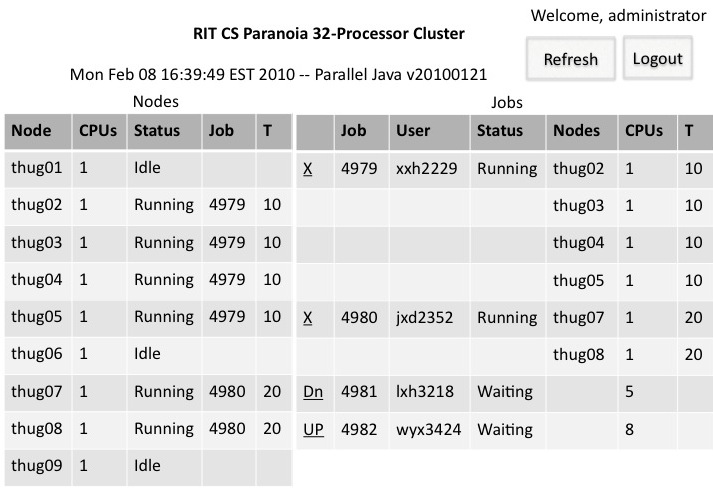 Welcome, administrator
RIT CS Paranoia 32-Processor Cluster
Refresh Logout
Mon Feb 08 16:39:49 EST 2010 -- Parallel Java v20100121
Nodes
Node CPUs Status Job T
thug01 1 Idle
thug02 1 Running 4979 10
thug03 1 Running 4979 10
thug04 1 Running 4979 10
thug05 1 Running 4979 10
thug06 1 Idle
thug07 1 Running 4980 20
thug08 1 Running 4980 20
thug09 1 Idle
Jobs
Job User Status Nodes CPUs T
X 4979 xxh2229 Running thug02 1 10
thug03 1 10
thug04 1 10
thug05 1 10
X 4980 jxd2352 Running thug07 1 20
thug08 1 20
Dn 4981 lxh3218 Waiting 5
UP 4982 wyx3424 Waiting 8